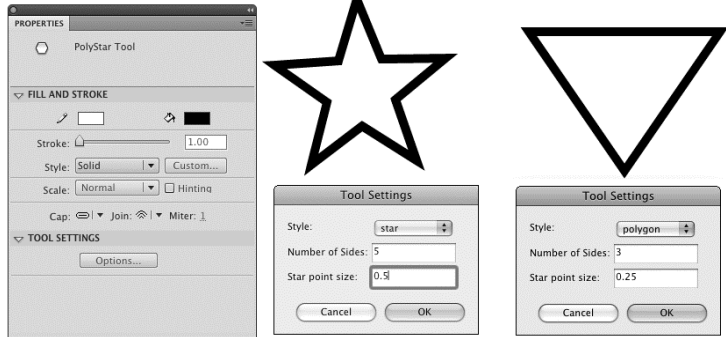 PROPERTIES
PolyStar Tool
FILL AND STROKE
Stroke: 1.00
Style: Solid Custom...
Scale: Normal Hinting
Cap: Join: Miter: 1
TOOL SETTINGS
Options...
Tool Settings
Style: star
Number of Sides: 5
Star point size: 0.5
Cancel OK
Tool Settings
Style: polygon
Number of Sides: 3
Star point size: 0.25
Cancel OK